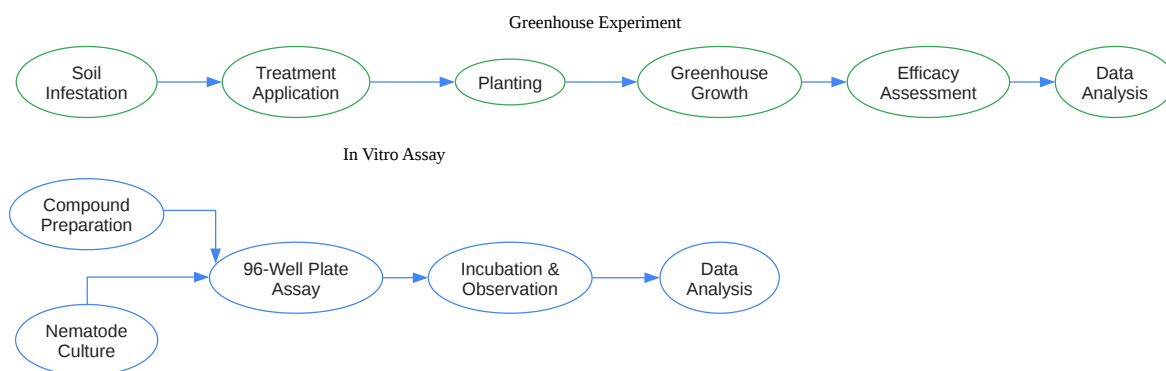 Greenhouse Experiment
Soil
Infestation
Treatment
Application
Planting
Greenhouse
Growth
Efficacy
Assessment
Data
Analysis
In Vitro Assay
Compound
Preparation
Nematode
Culture
96-Well Plate
Assay
Incubation &
Observation
Data
Analysis